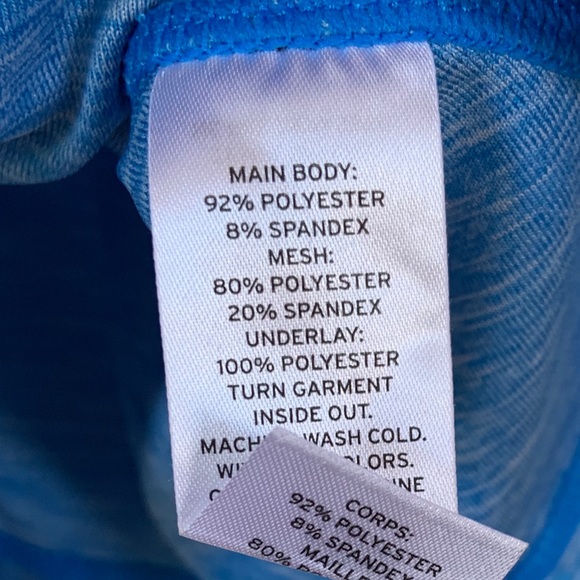 MAIN BODY:
92% POLYESTER
8% SPANDEX
MESH:
80% POLYESTER
20% SPANDEX
UNDERLAY:
100% POLYESTER
TURN GARMENT
INSIDE OUT.
WASH COLD.
CORPS:
92% POLYESTER
8% SPANDEX
80%